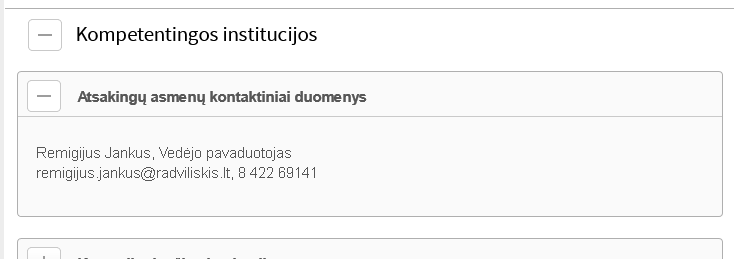 Kompetentingos institucijos
Atsakingų asmenų kontaktiniai duomenys
Remigijus Jankus, Vedėjo pavaduotojas
remigijus.jankus@radviliskis.lt, 8 422 69141